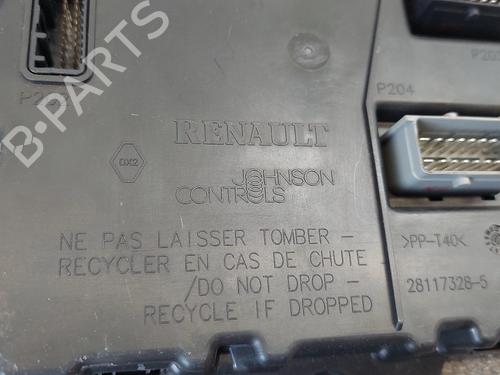 P204
RENAULT
DX2
JOHNSON
CONTROLS
NE PAS LAISSER TOMBER -
RECYCLER EN CAS DE CHUTE
/DO NOT DROP -
RECYCLE IF DROPPED
>PP-T40<
28117328-5